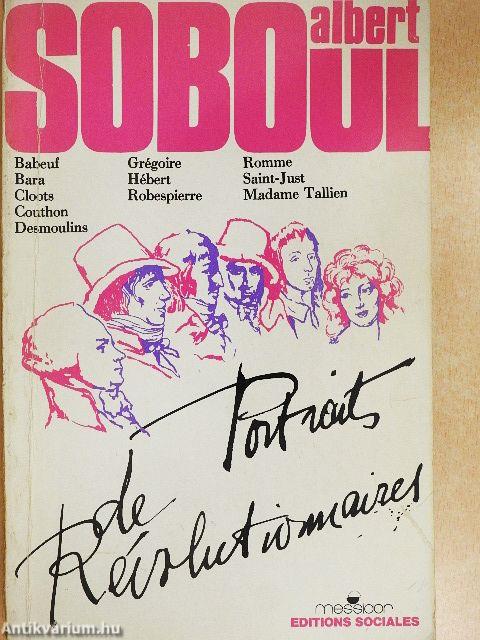 albert
SOBOUL
Babeuf
Bara
Cloots
Couthon
Desmoulins
Grégoire
Hébert
Robespierre
Romme
Saint-Just
Madame Tallien
Portraits
de
Révolutionnaires
messidor
EDITIONS SOCIALES
Antikvarium.hu